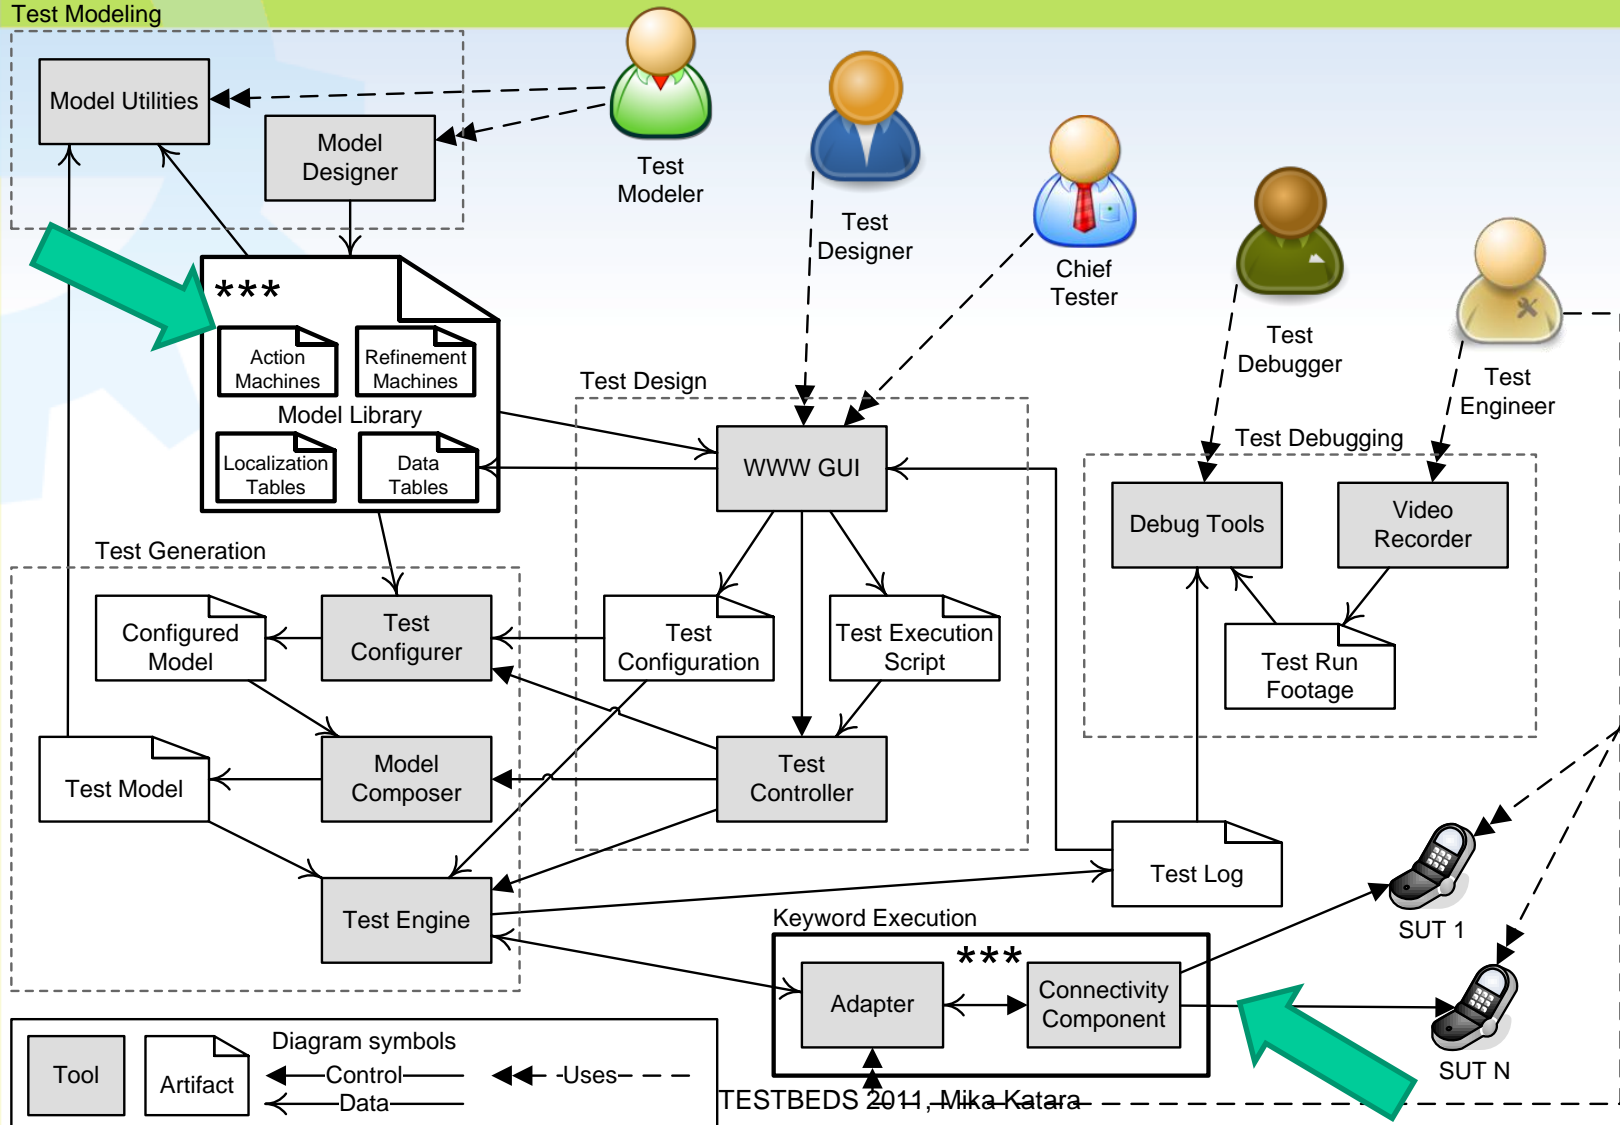 Test Modeling
Model Utilities
Model
Designer
Test
Modeler
Test
Designer
Chief
Tester
Test
Debugger
Test
Engineer
***
Action
Machines
Refinement
Machines
Model Library
Localization
Tables
Data
Tables
Test Design
WWW GUI
Test Debugging
Debug Tools
Video
Recorder
Test Generation
Configured
Model
Test
Configurer
Test
Configuration
Test Execution
Script
Test Run
Footage
Test Model
Model
Composer
Test
Controller
Test Log
Test Engine
Keyword Execution
***
Adapter
Connectivity
Component
SUT 1
SUT N
Diagram symbols
Tool
Artifact
Control
Data
Uses
TESTBEDS 2011, Mika Katara